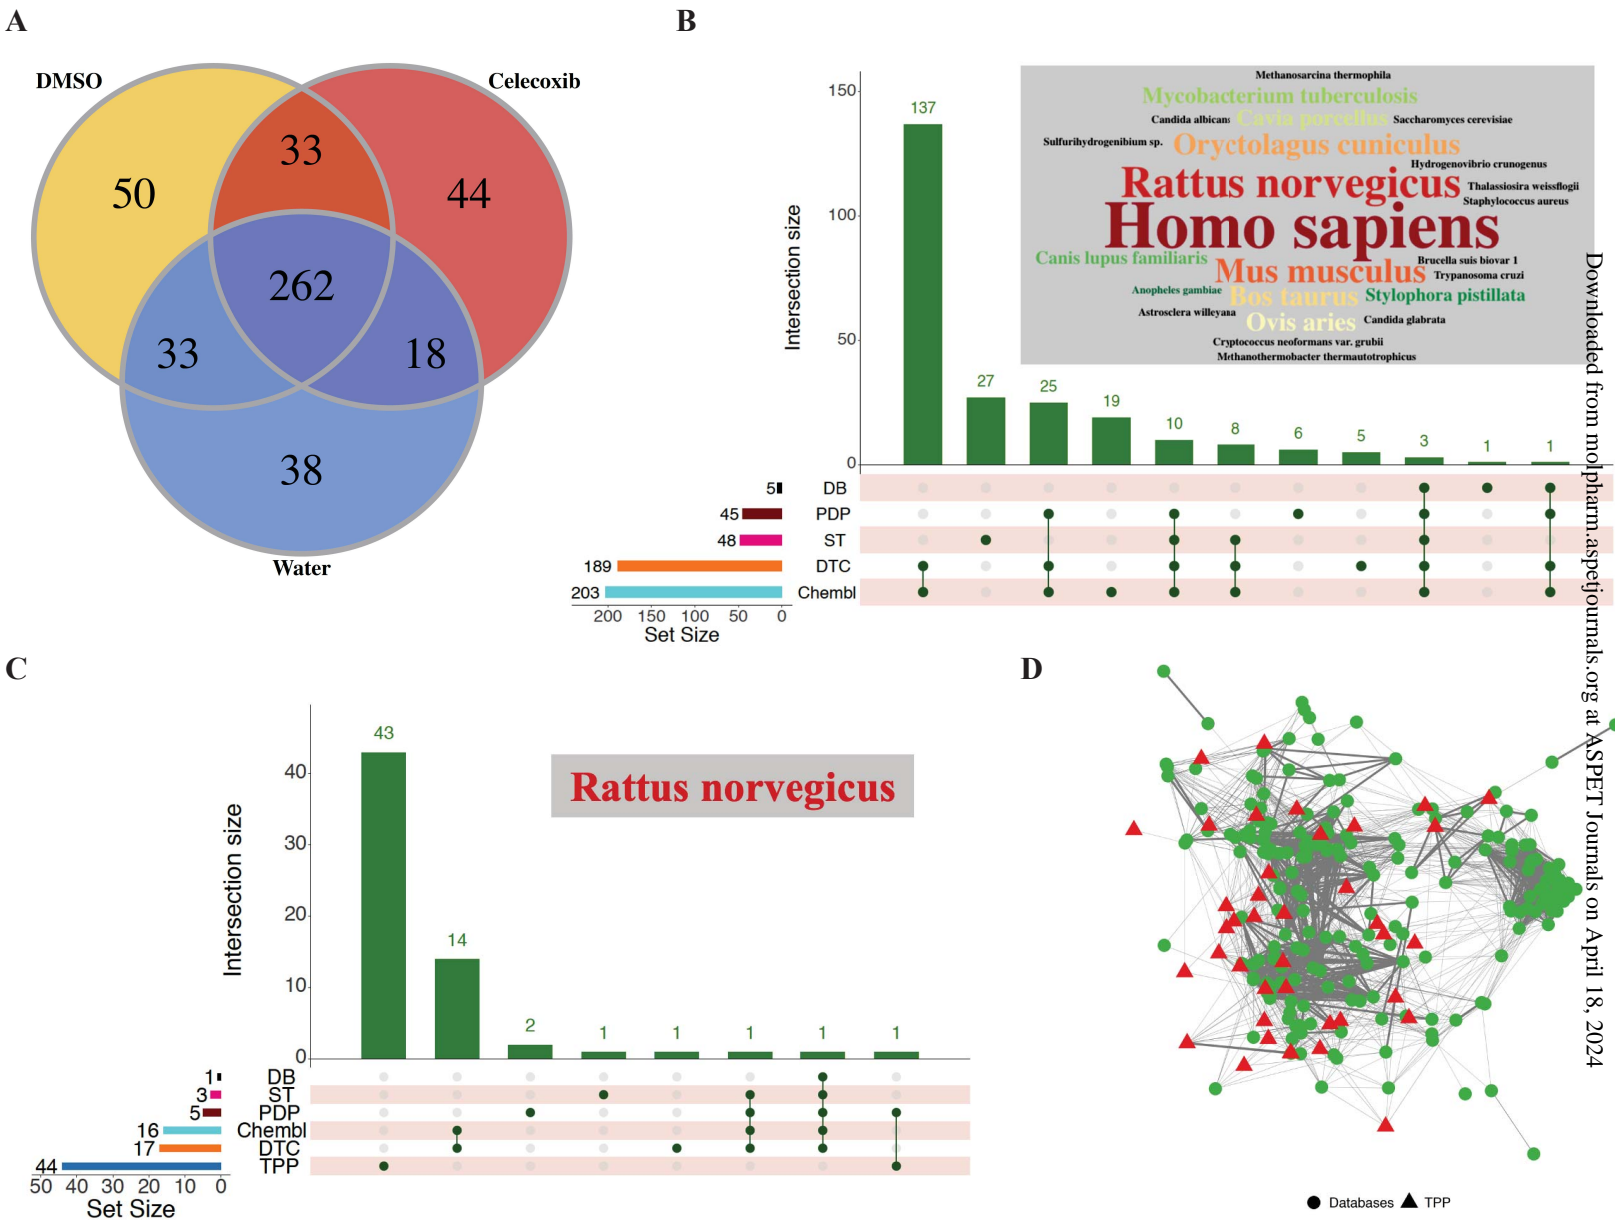 A
DMSO
Celecoxib
33
50
44
262
33
18
38
Water
B
150
100
50
0
Intersection size
137
27
25
19
10
8
6
5
3
1
1
Methanosarcina thermophila
Mycobacterium tuberculosis
Candida albicans Cavia porcellus Saccharomyces cerevisiae
Sulfurihydrogenibium sp. Oryctolagus cuniculus
Hydrogenovibrio crunogenus
Rattus norvegicus Thalassiosira weissflogii
Staphylococcus aureus
Homo sapiens
Canis lupus familiaris Mus musculus Brucella suis biovar 1
Trypanosoma cruzi
Anopheles gambiae Bos taurus Stylophora pistillata
Astrosclera willeyana Ovis aries Candida glabrata
Cryptococcus neoformans var. grubii
Methanothermobacter thermautotrophicus
5 DB
45 PDP
48 ST
189 DTC
203 Chembl
200 150 100 50 0
Set Size
C
40
30
20
10
0
Intersection size
43
14
2
1
1
1
1
1
Rattus norvegicus
1 DB
3 ST
5 PDP
16 Chembl
17 DTC
44 TPP
50 40 30 20 10 0
Set Size
D
Databases TPP
Downloaded from molpharm.aspetjournals.org at ASPET Journals on April 18, 2024